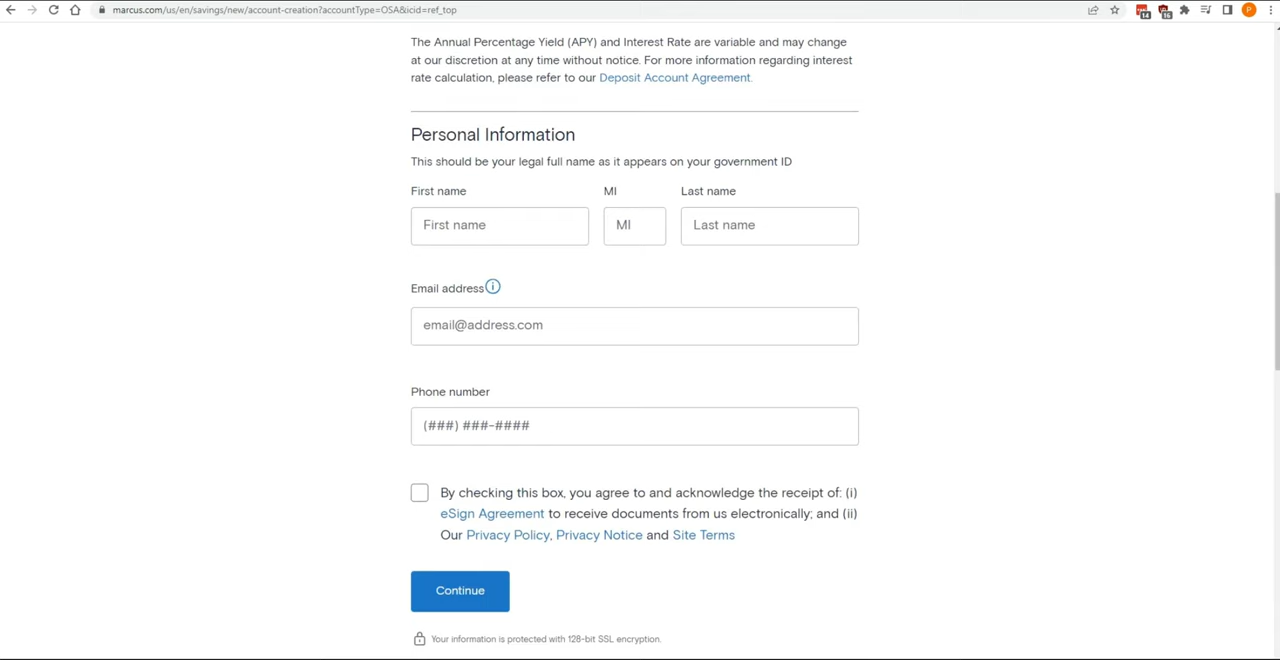 marcus.com/us/en/savings/new/account-creation?accountType=OSA&icid=ref_top
14
16
P
The Annual Percentage Yield (APY) and Interest Rate are variable and may change
at our discretion at any time without notice. For more information regarding interest
rate calculation, please refer to our Deposit Account Agreement.
Personal Information
This should be your legal full name as it appears on your government ID
First name MI Last name
First name MI Last name
Email address
email@address.com
Phone number
(###) ###-####
By checking this box, you agree to and acknowledge the receipt of: (i)
eSign Agreement to receive documents from us electronically; and (ii)
Our Privacy Policy, Privacy Notice and Site Terms
Continue
Your information is protected with 128-bit SSL encryption.